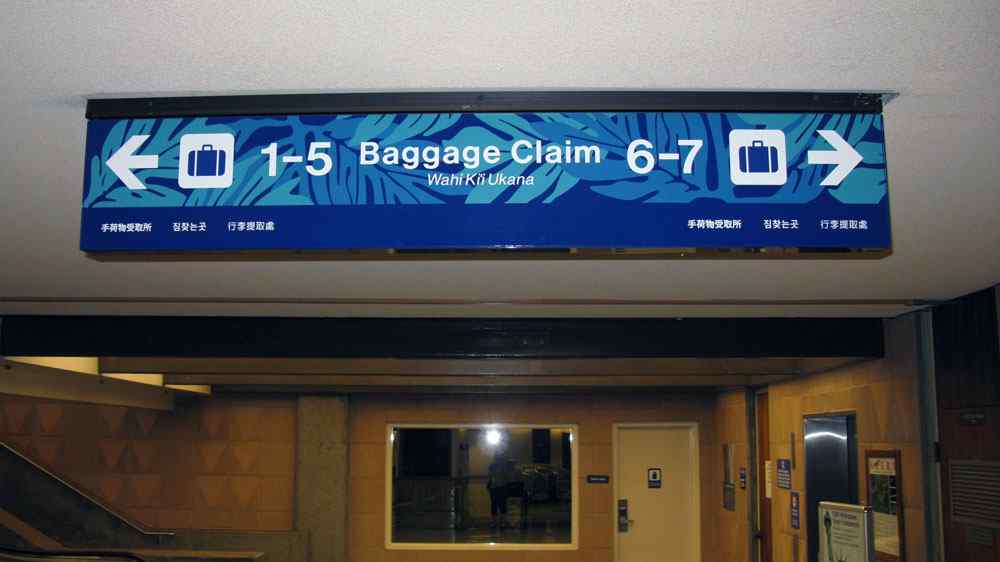 1-5 Baggage Claim 6-7
Wahi Ki'i Ukana
手荷物受取所 짐찾는곳 行李提取處 手荷物受取所 짐찾는곳 行李提取處